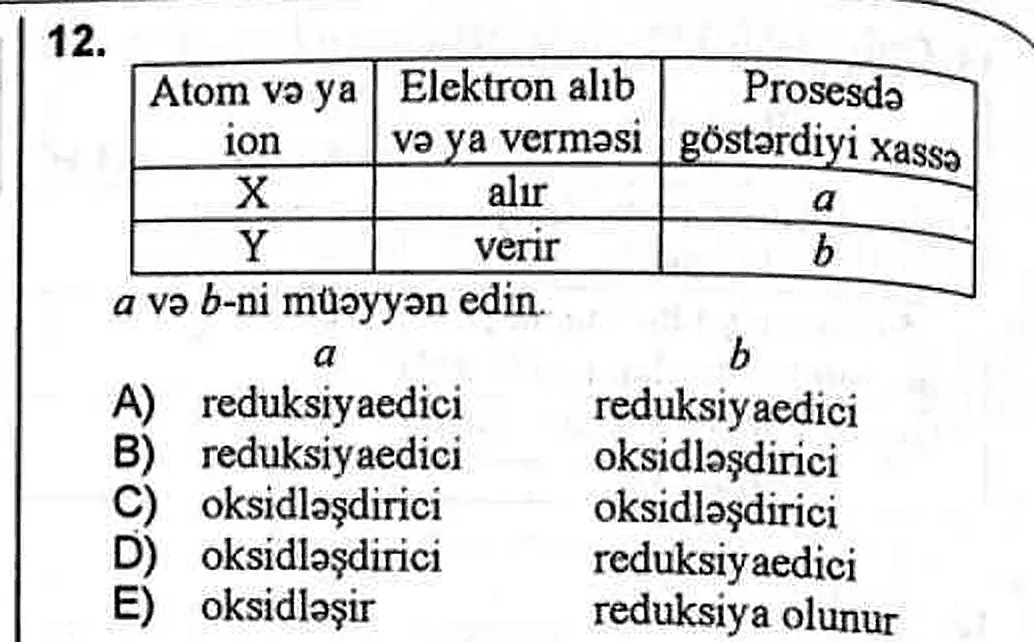 12.
Atom və ya ion | Elektron alıb və ya verməsi | Prosesdə göstərdiyi xassə
X | alır | a
Y | verir | b
a və b-ni müəyyən edin.
a b
A) reduksiyaedici reduksiyaedici
B) reduksiyaedici oksidləşdirici
C) oksidləşdirici oksidləşdirici
D) oksidləşdirici reduksiyaedici
E) oksidləşir reduksiya olunur